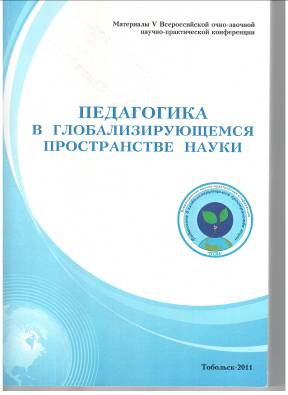 Материалы V Всероссийской очно-заочной
научно-практической конференции
ПЕДАГОГИКА
В ГЛОБАЛИЗИРУЮЩЕМСЯ
ПРОСТРАНСТВЕ НАУКИ
Тобольск-2011